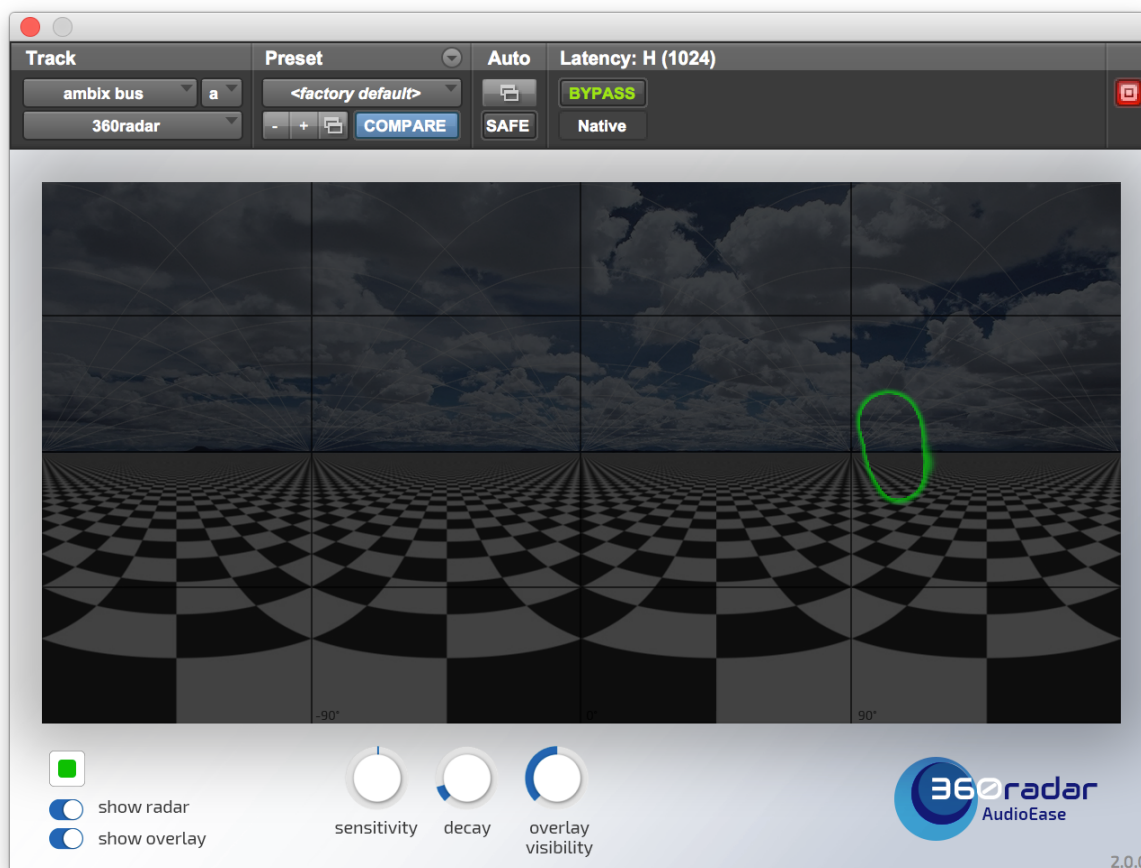 Track
Preset
Auto
Latency: H (1024)
ambix bus
a
<factory default>
BYPASS
360radar
- +
COMPARE
SAFE
Native
-90°
0°
90°
show radar
show overlay
sensitivity
decay
overlay
visibility
360radar
AudioEase